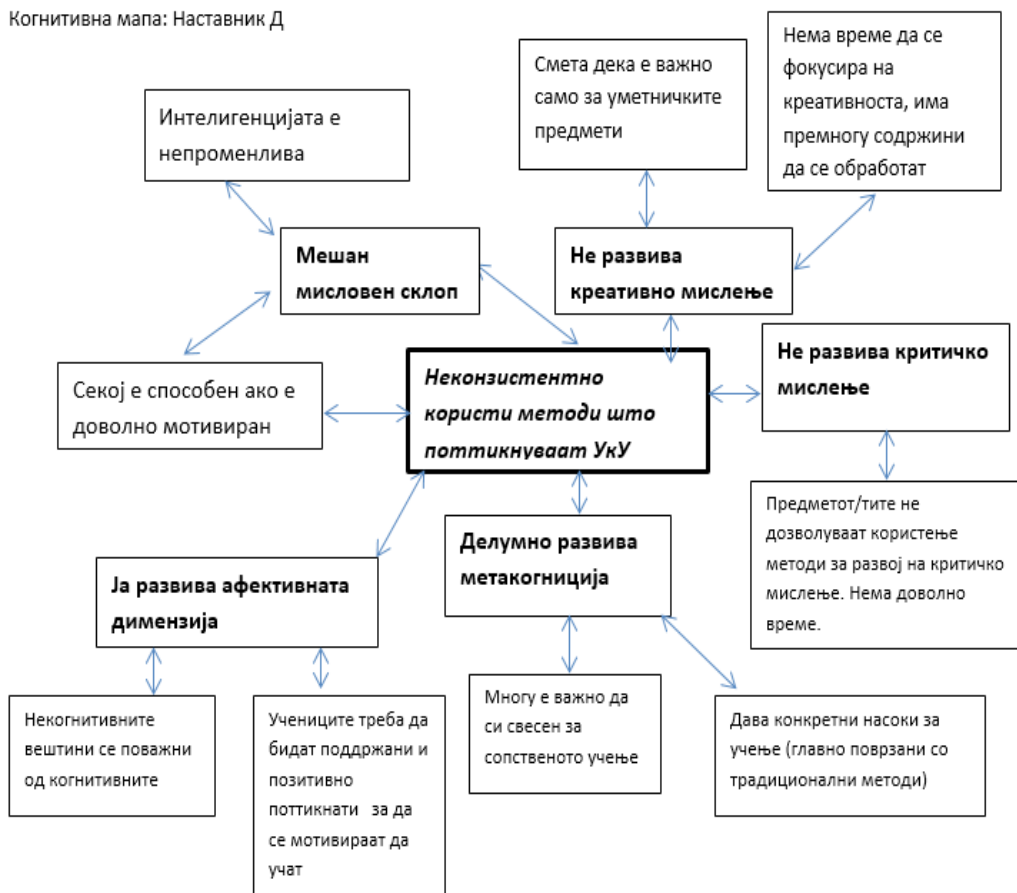 Когнитивна мапа: Наставник Д
Смета дека е важно
само за уметничките
предмети
Нема време да се
фокусира на
креативноста, има
премногу содржини
да се обработат
Интелигенцијата е
непроменлива
Мешан
мисловен склоп
Не развива
креативно мислење
Не развива критичко
мислење
Секој е способен ако е
доволно мотивиран
Неконзистентно
користи методи што
поттикнуваат УкУ
Предметот/тите не
дозволуваат користење
методи за развој на критичко
мислење. Нема доволно
време.
Делумно развива
метакогниција
Ја развива афективната
димензија
Некогнитивните
вештини се поважни
од когнитивните
Учениците треба да
бидат поддржани и
позитивно
поттикнати за да
се мотивираат да
учат
Многу е важно да
си свесен за
сопственото учење
Дава конкретни насоки за
учење (главно поврзани со
традиционални методи)